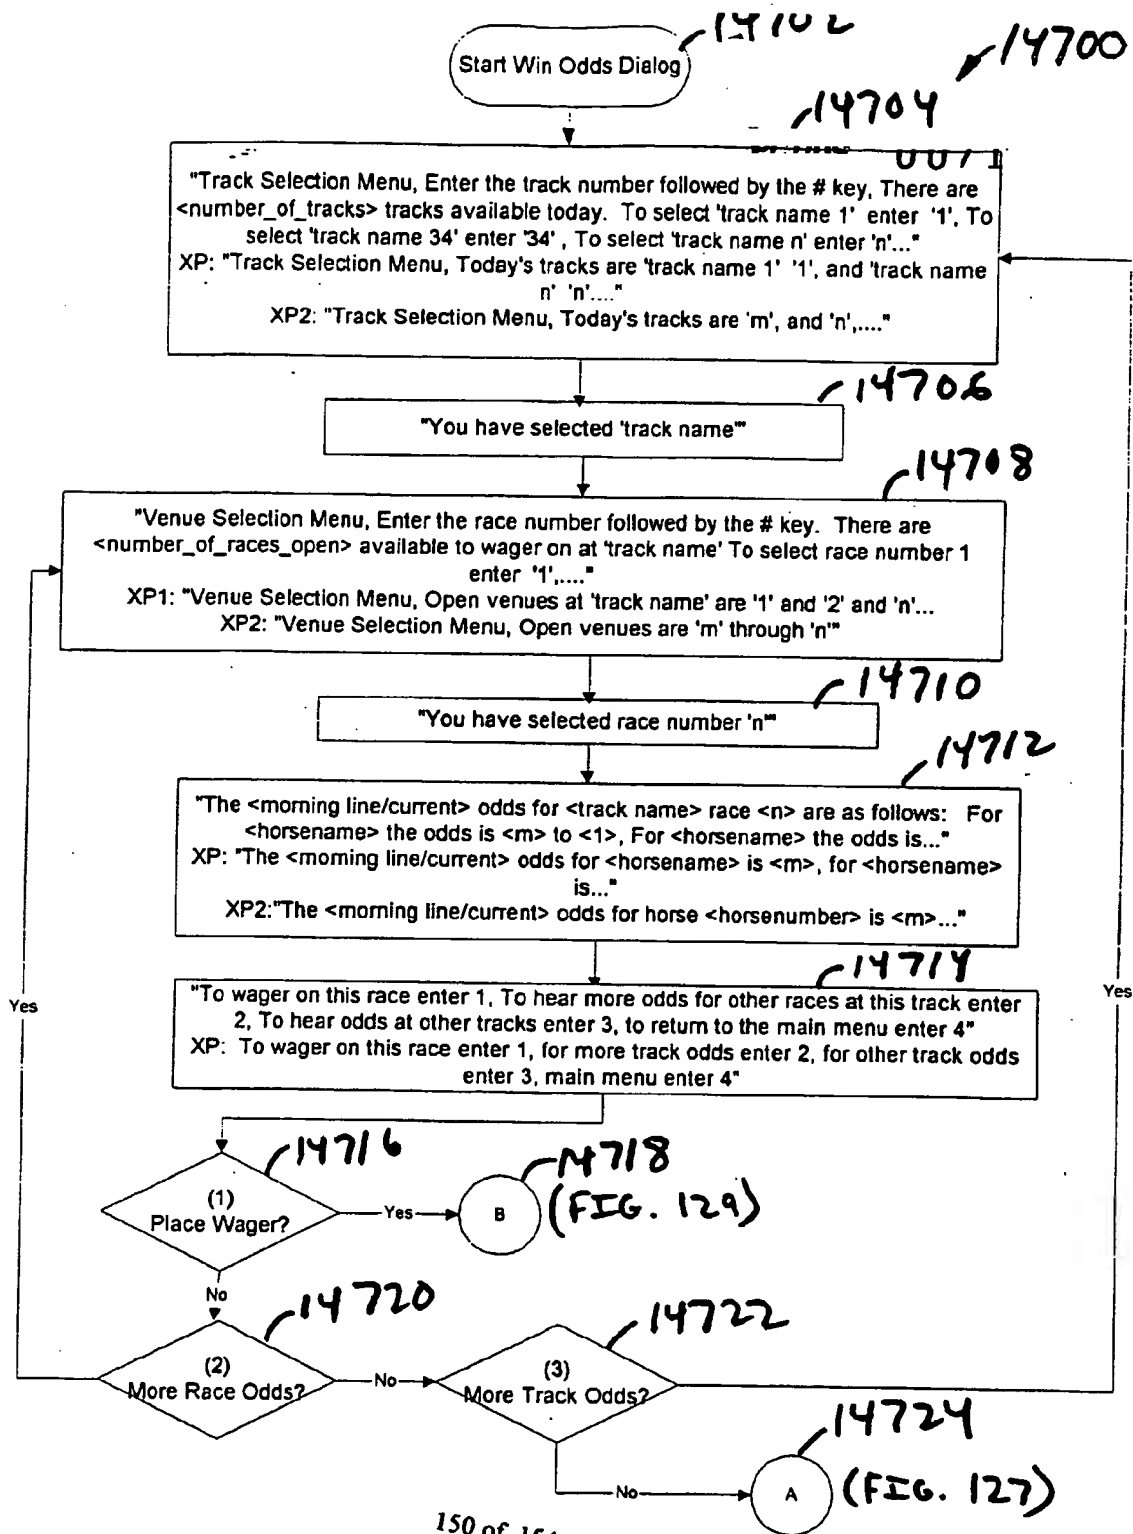 14702
Start Win Odds Dialog
14700
14704
"Track Selection Menu, Enter the track number followed by the # key, There are
<number_of_tracks> tracks available today. To select 'track name 1' enter '1', To
select 'track name 34' enter '34' , To select 'track name n' enter 'n'..."
XP: "Track Selection Menu, Today's tracks are 'track name 1' '1', and 'track name
n' 'n'...."
XP2: "Track Selection Menu, Today's tracks are 'm', and 'n',...."
14706
"You have selected 'track name'"
14708
"Venue Selection Menu, Enter the race number followed by the # key. There are
<number_of_races_open> available to wager on at 'track name' To select race number 1
enter '1',...."
XP1: "Venue Selection Menu, Open venues at 'track name' are '1' and '2' and 'n'...
XP2: "Venue Selection Menu, Open venues are 'm' through 'n'"
14710
"You have selected race number 'n'"
14712
"The <morning line/current> odds for <track name> race <n> are as follows: For
<horsename> the odds is <m> to <1>, For <horsename> the odds is..."
XP: "The <morning line/current> odds for <horsename> is <m>, for <horsename>
is..."
XP2:"The <morning line/current> odds for horse <horsenumber> is <m>..."
14714
"To wager on this race enter 1, To hear more odds for other races at this track enter
2, To hear odds at other tracks enter 3, to return to the main menu enter 4"
XP: To wager on this race enter 1, for more track odds enter 2, for other track odds
enter 3, main menu enter 4"
Yes
Yes
14716
(1)
Place Wager?
Yes
14718
B
(FIG. 129)
No
14720
(2)
More Race Odds?
No
14722
(3)
More Track Odds?
No
14724
A
(FIG. 127)
150 of